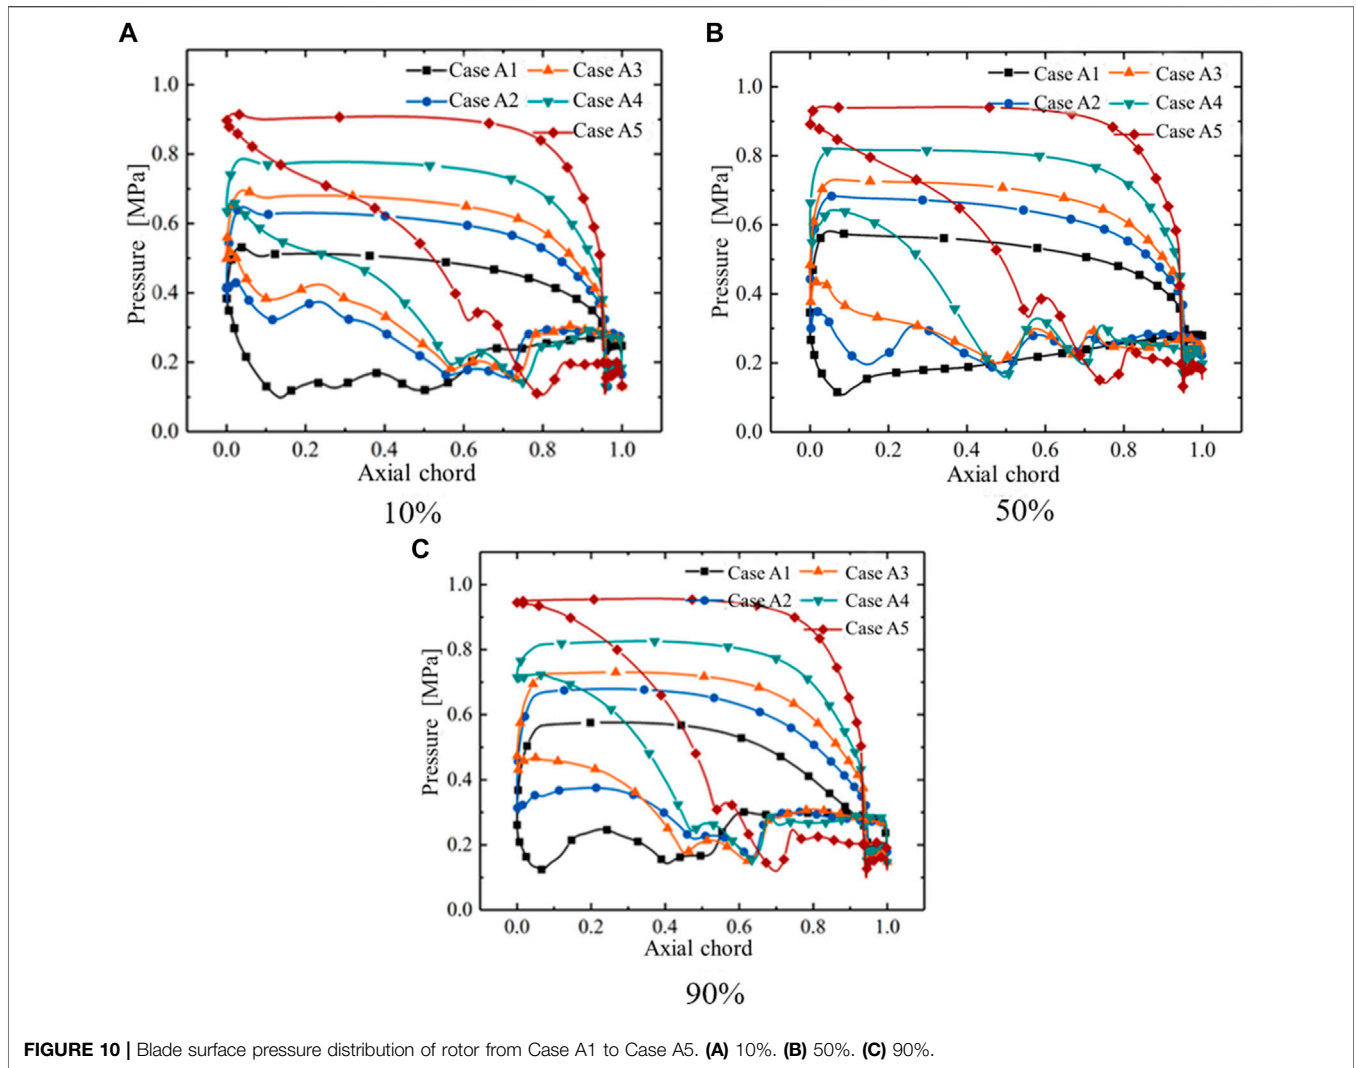 A
Case A1
Case A3
Case A2
Case A4
Case A5
Pressure [MPa]
1.0
0.8
0.6
0.4
0.2
0.0
0.0 0.2 0.4 0.6 0.8 1.0
Axial chord
10%
B
Case A1
Case A3
Case A2
Case A4
Case A5
Pressure [MPa]
1.0
0.8
0.6
0.4
0.2
0.0
0.0 0.2 0.4 0.6 0.8 1.0
Axial chord
50%
C
Case A1
Case A3
Case A2
Case A4
Case A5
Pressure [MPa]
1.0
0.8
0.6
0.4
0.2
0.0
0.0 0.2 0.4 0.6 0.8 1.0
Axial chord
90%
FIGURE 10 | Blade surface pressure distribution of rotor from Case A1 to Case A5. (A) 10%. (B) 50%. (C) 90%.